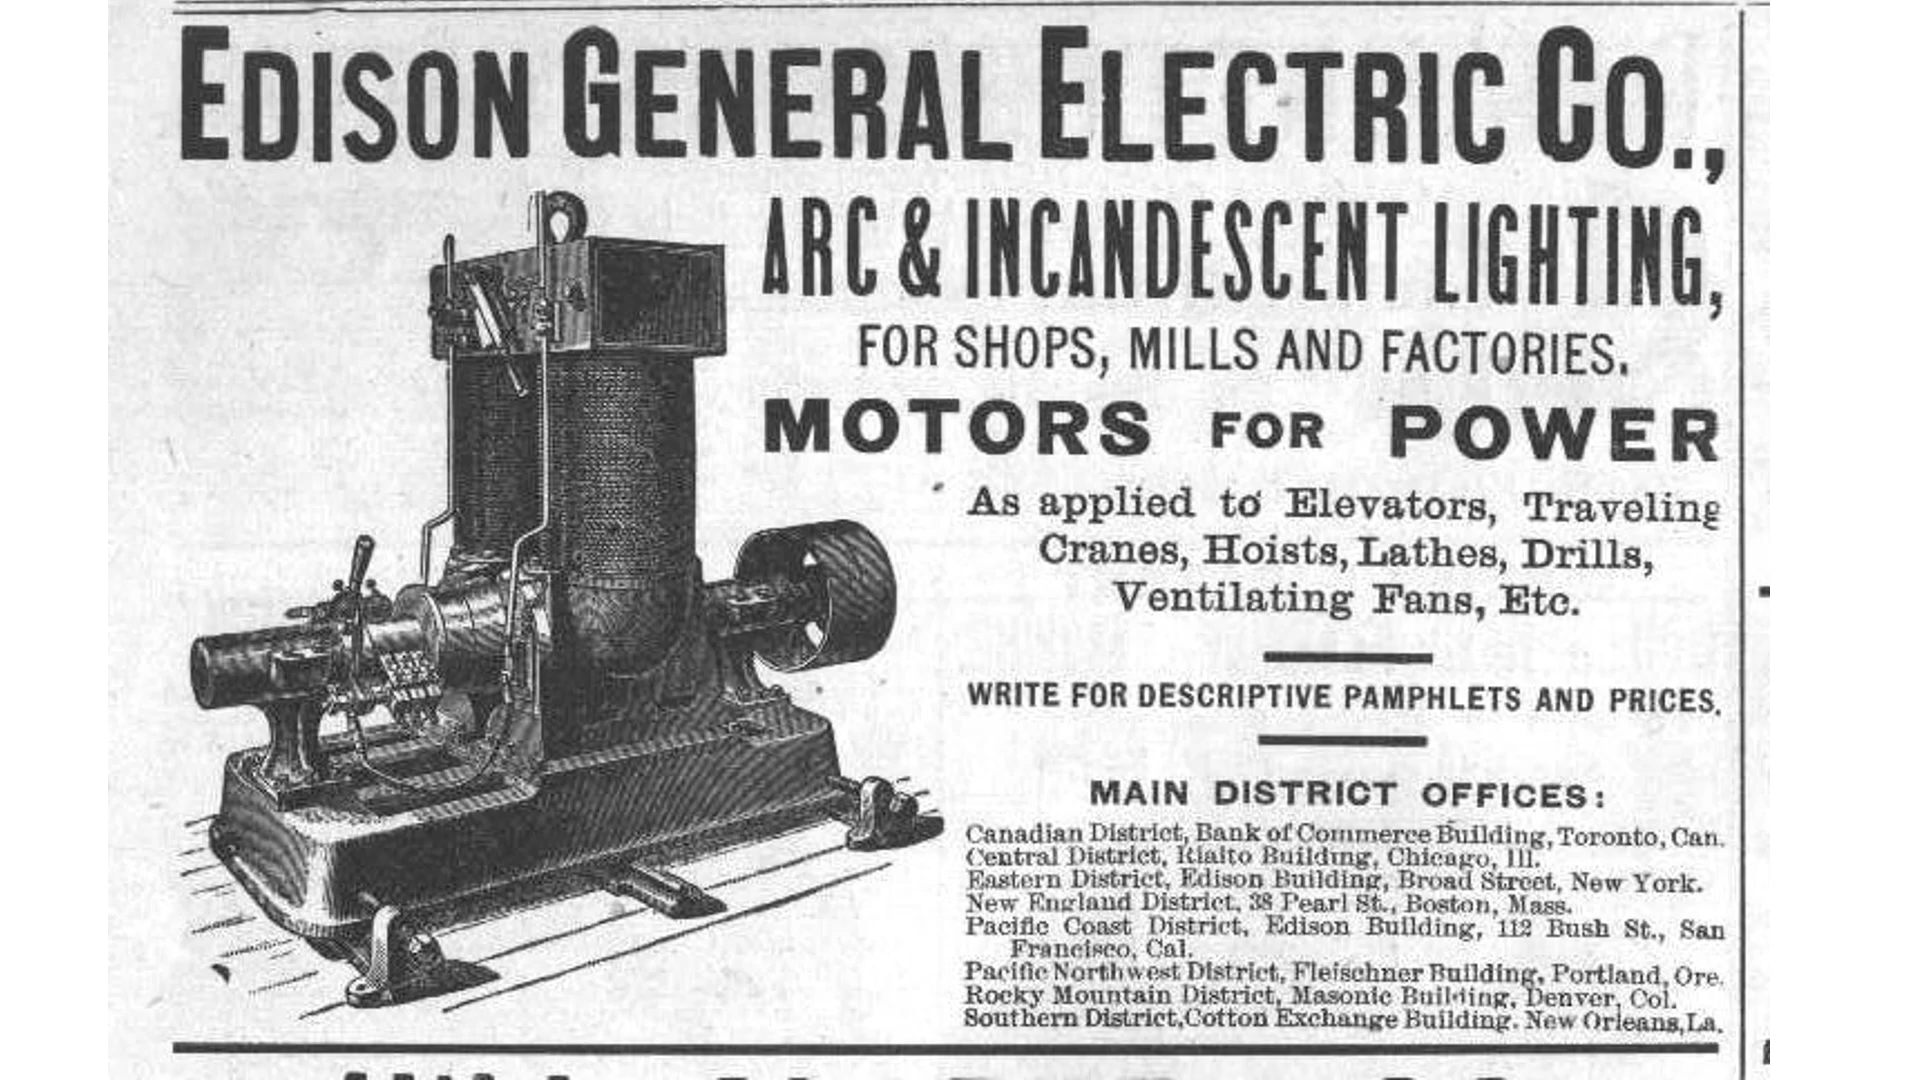 EDISON GENERAL ELECTRIC CO.,
ARC & INCANDESCENT LIGHTING,
FOR SHOPS, MILLS AND FACTORIES.
MOTORS FOR POWER
As applied to Elevators, Traveling
Cranes, Hoists, Lathes, Drills,
Ventilating Fans, Etc.
WRITE FOR DESCRIPTIVE PAMPHLETS AND PRICES.
MAIN DISTRICT OFFICES:
Canadian District, Bank of Commerce Building, Toronto, Can.
Central District, Rialto Building, Chicago, Ill.
Eastern District, Edison Building, Broad Street, New York.
New England District, 38 Pearl St., Boston, Mass.
Pacific Coast District, Edison Building, 112 Bush St., San
Francisco, Cal.
Pacific Northwest District, Fleischner Building, Portland, Ore.
Rocky Mountain District, Masonic Building, Denver, Col.
Southern District, Cotton Exchange Building. New Orleans, La.